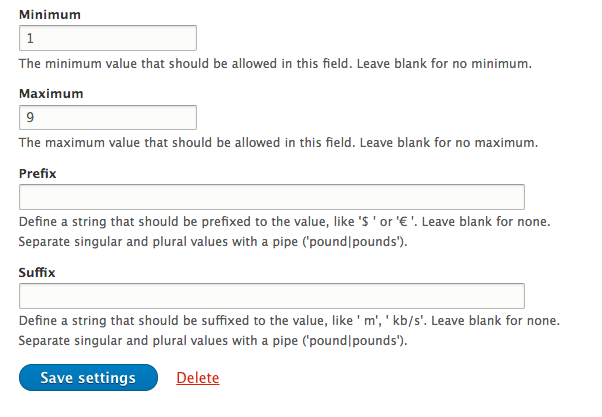 Minimum
1
The minimum value that should be allowed in this field. Leave blank for no minimum.
Maximum
9
The maximum value that should be allowed in this field. Leave blank for no maximum.
Prefix
Define a string that should be prefixed to the value, like '$ ' or '€ '. Leave blank for none.
Separate singular and plural values with a pipe ('pound|pounds').
Suffix
Define a string that should be suffixed to the value, like ' m', ' kb/s'. Leave blank for none.
Separate singular and plural values with a pipe ('pound|pounds').
Save settings Delete